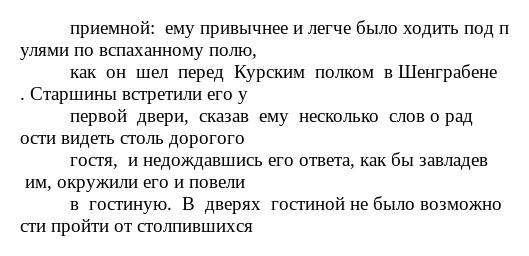 приемной: ему привычнее и легче было ходить под п
улями по вспаханному полю,
как он шел перед Курским полком в Шенграбене
. Старшины встретили его у
первой двери, сказав ему несколько слов о рад
ости видеть столь дорогого
гостя, и недождавшись его ответа, как бы завладев
им, окружили его и повели
в гостиную. В дверях гостиной не было возможно
сти пройти от столпившихся